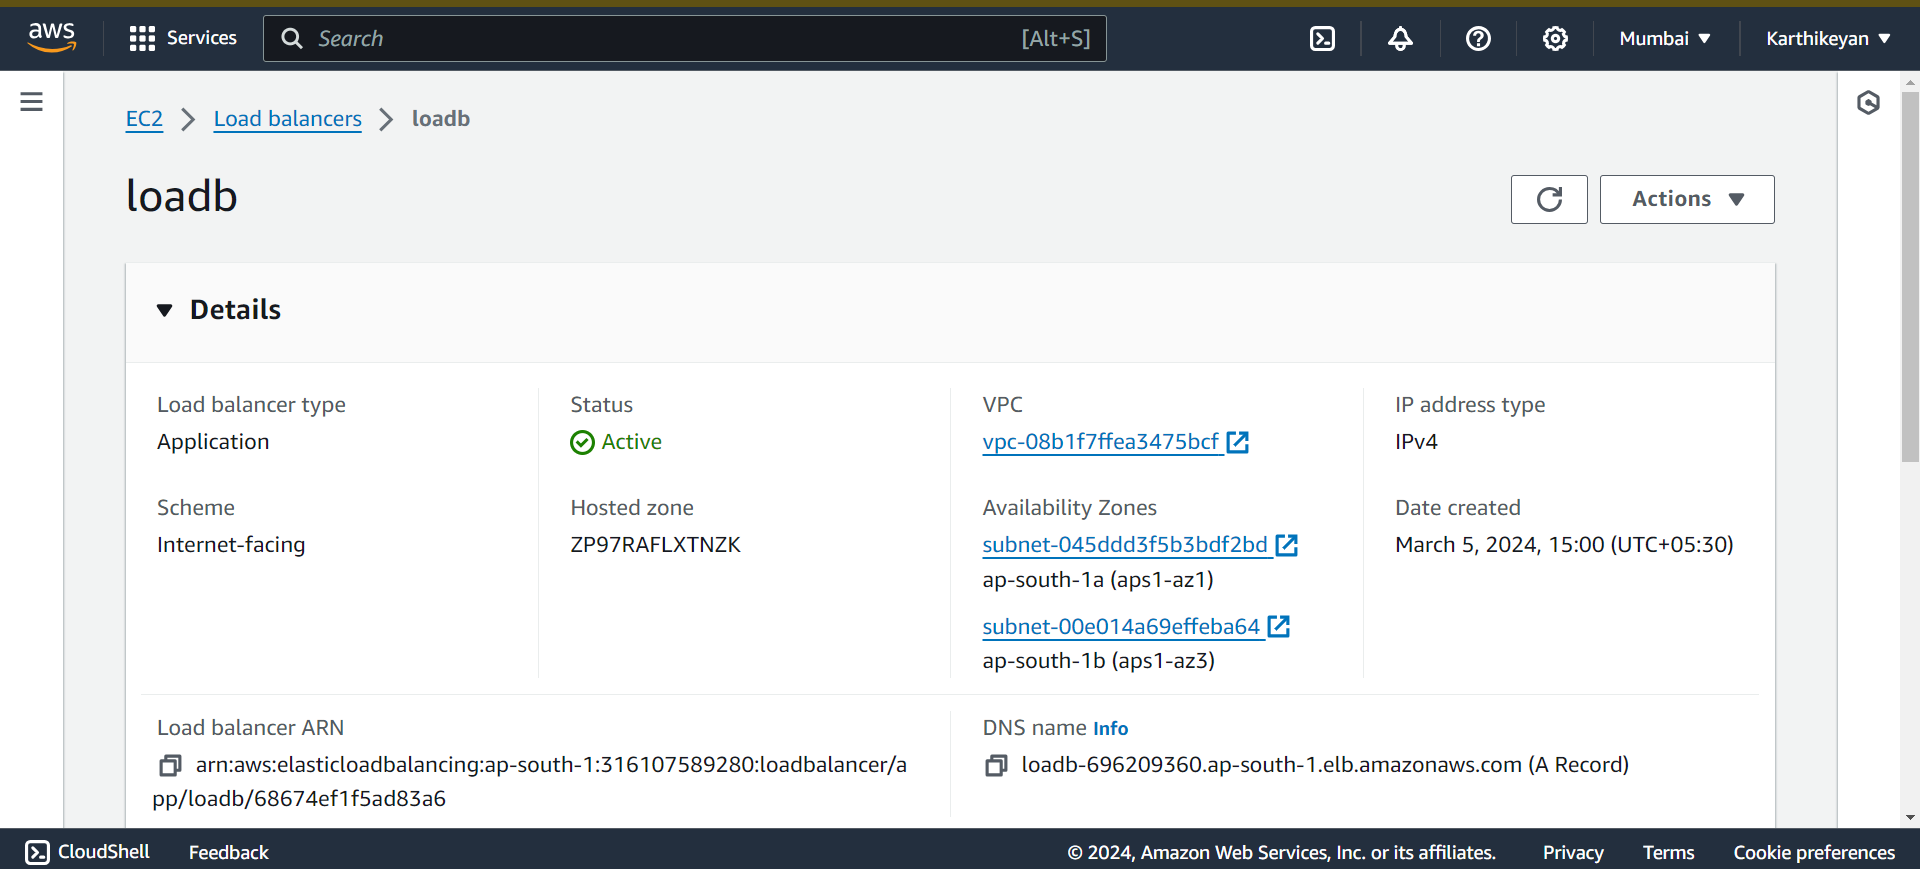 aws
Services
Search [Alt+S]
Mumbai
Karthikeyan
EC2 > Load balancers > loadb
loadb
Actions
Details
Load balancer type
Application
Status
Active
VPC
vpc-08b1f7ffea3475bcf
IP address type
IPv4
Scheme
Internet-facing
Hosted zone
ZP97RAFLXTNZK
Availability Zones
subnet-045ddd3f5b3bdf2bd
ap-south-1a (aps1-az1)
subnet-00e014a69effeba64
ap-south-1b (aps1-az3)
Date created
March 5, 2024, 15:00 (UTC+05:30)
Load balancer ARN
arn:aws:elasticloadbalancing:ap-south-1:316107589280:loadbalancer/a
pp/loadb/68674ef1f5ad83a6
DNS name Info
loadb-696209360.ap-south-1.elb.amazonaws.com (A Record)
CloudShell
Feedback
© 2024, Amazon Web Services, Inc. or its affiliates.
Privacy
Terms
Cookie preferences